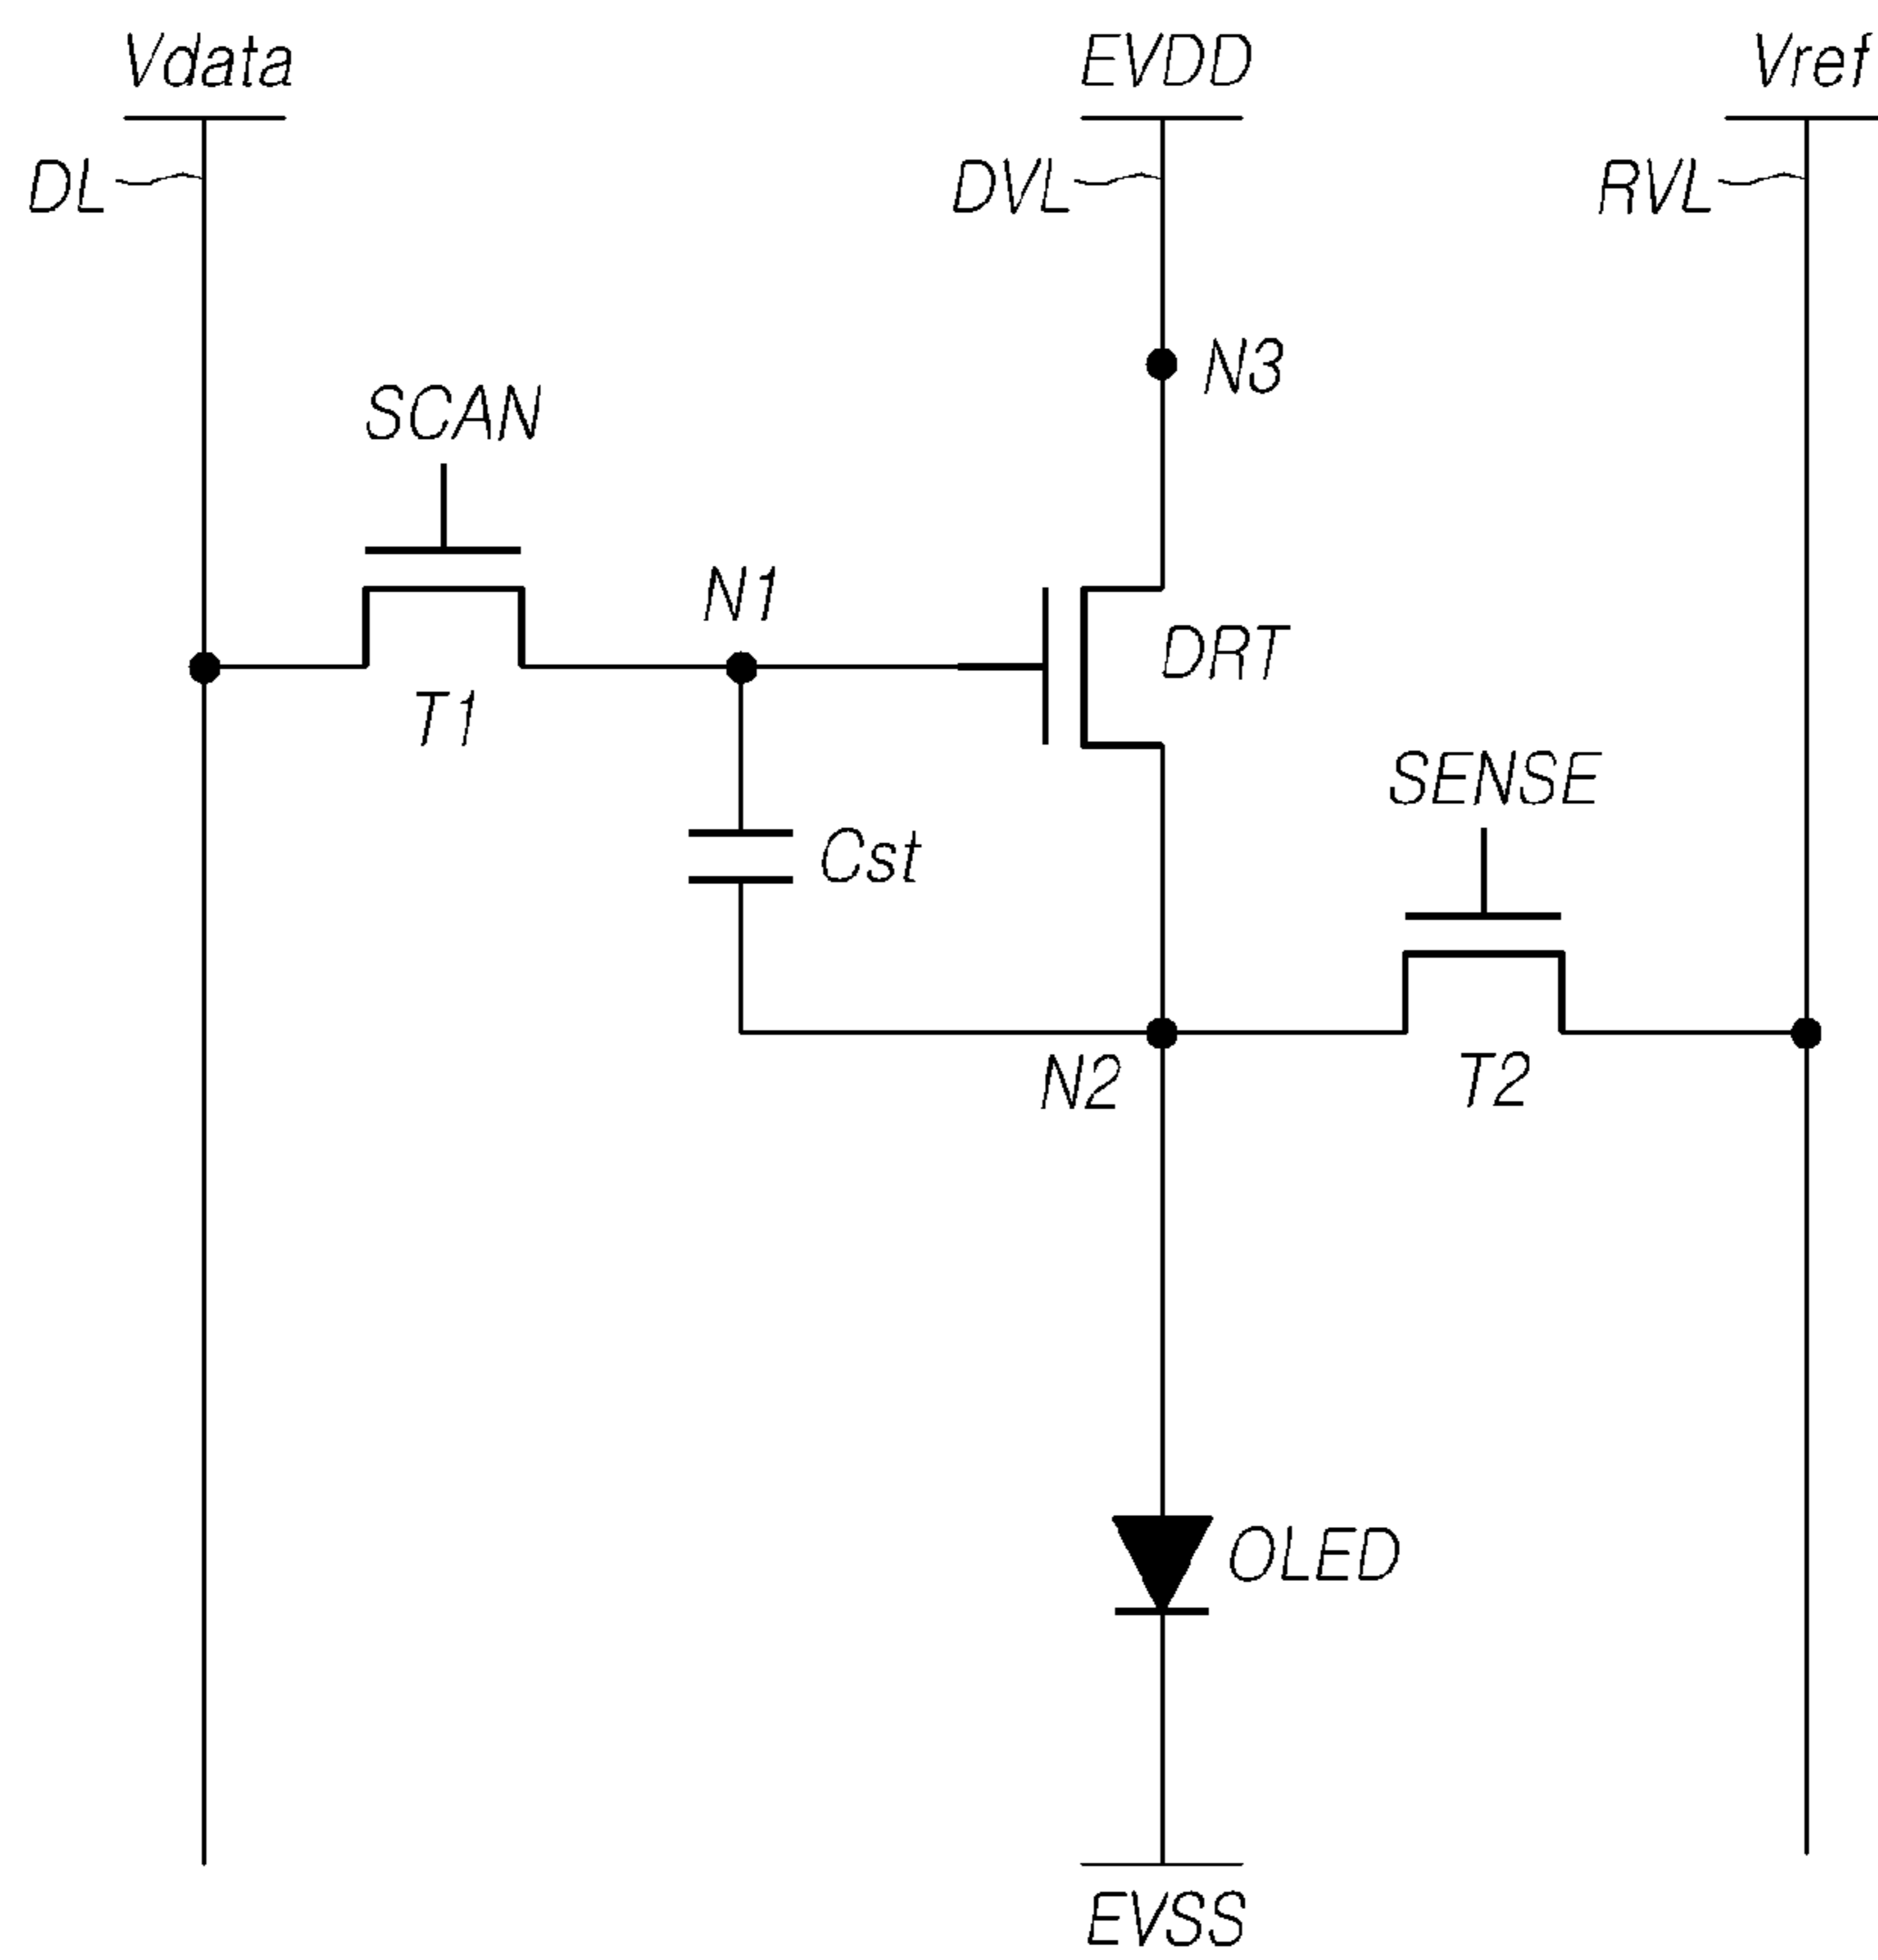 Vdata
EVDD
Vref
DL
DVL
RVL
N3
SCAN
N1
DRT
T1
SENSE
Cst
N2
T2
OLED
EVSS